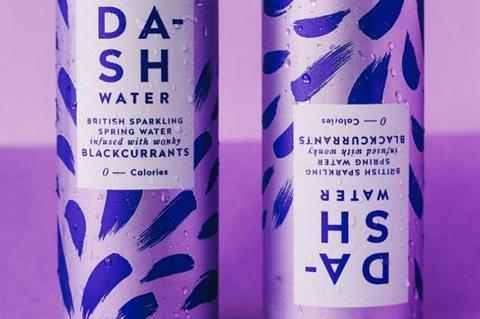 DA-
SH
WATER
BRITISH SPARKLING
SPRING WATER
infused with wonky
BLACKCURRANTS
0 — Calories
DA-
SH
WATER
BRITISH SPARKLING
SPRING WATER
infused with wonky
BLACKCURRANTS
0 — Calories